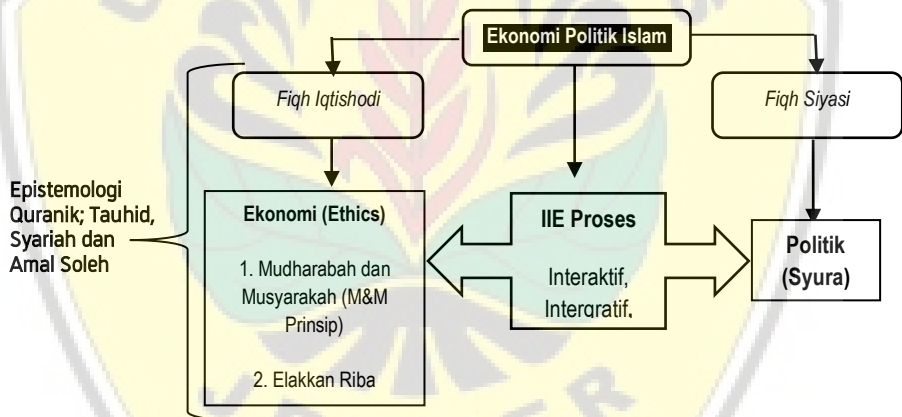 Ekonomi Politik Islam
Fiqh Iqtishodi
Fiqh Siyasi
Epistemologi
Quranik; Tauhid,
Syariah dan
Amal Soleh
Ekonomi (Ethics)
1. Mudharabah dan
Musyarakah (M&M
Prinsip)
2. Elakkan Riba
IIE Proses
Interaktif,
Intergratif,
Politik
(Syura)